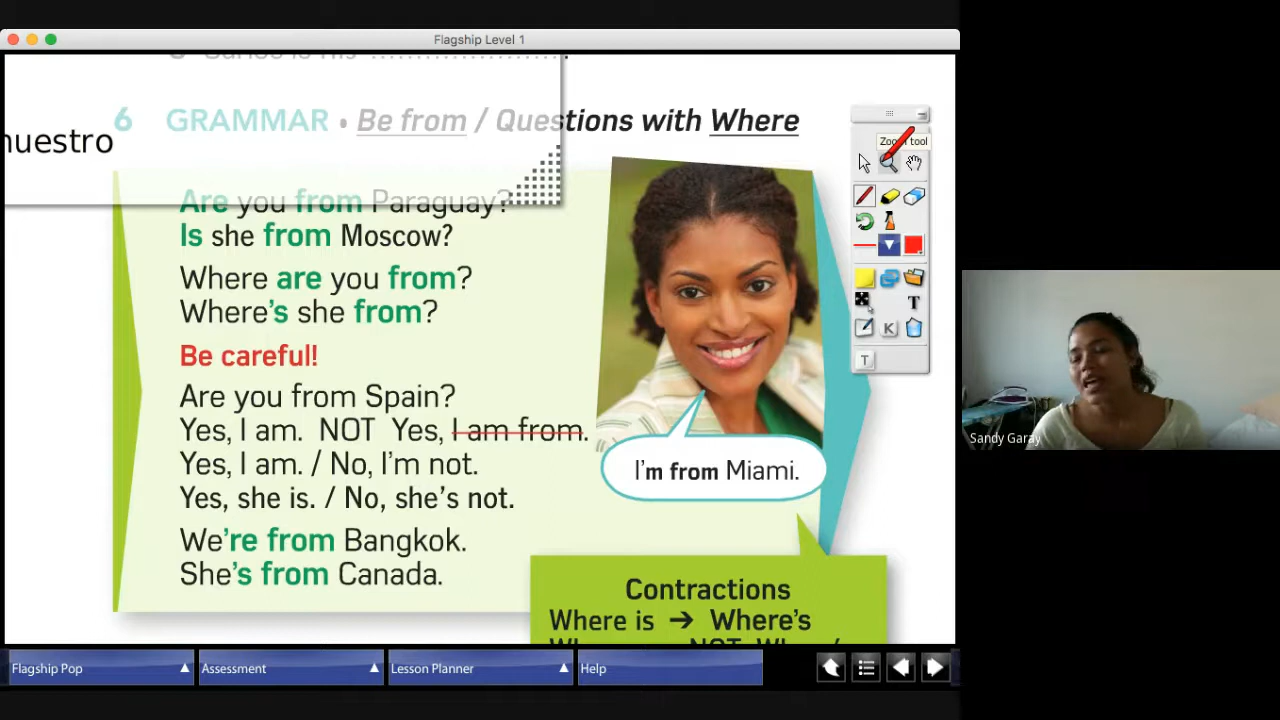 Flagship Level 1
6 GRAMMAR • Be from / Questions with Where
nuestro
Zoom tool
Are you from Paraguay?
Is she from Moscow?
Where are you from?
Where's she from?
Be careful!
Are you from Spain?
Yes, I am. NOT Yes, I am from.
Yes, I am. / No, I'm not.
Yes, she is. / No, she's not.
We're from Bangkok.
She's from Canada.
I'm from Miami.
Contractions
Where is → Where's
T
K
T
Sandy Garay
Flagship Pop
Assessment
Lesson Planner
Help